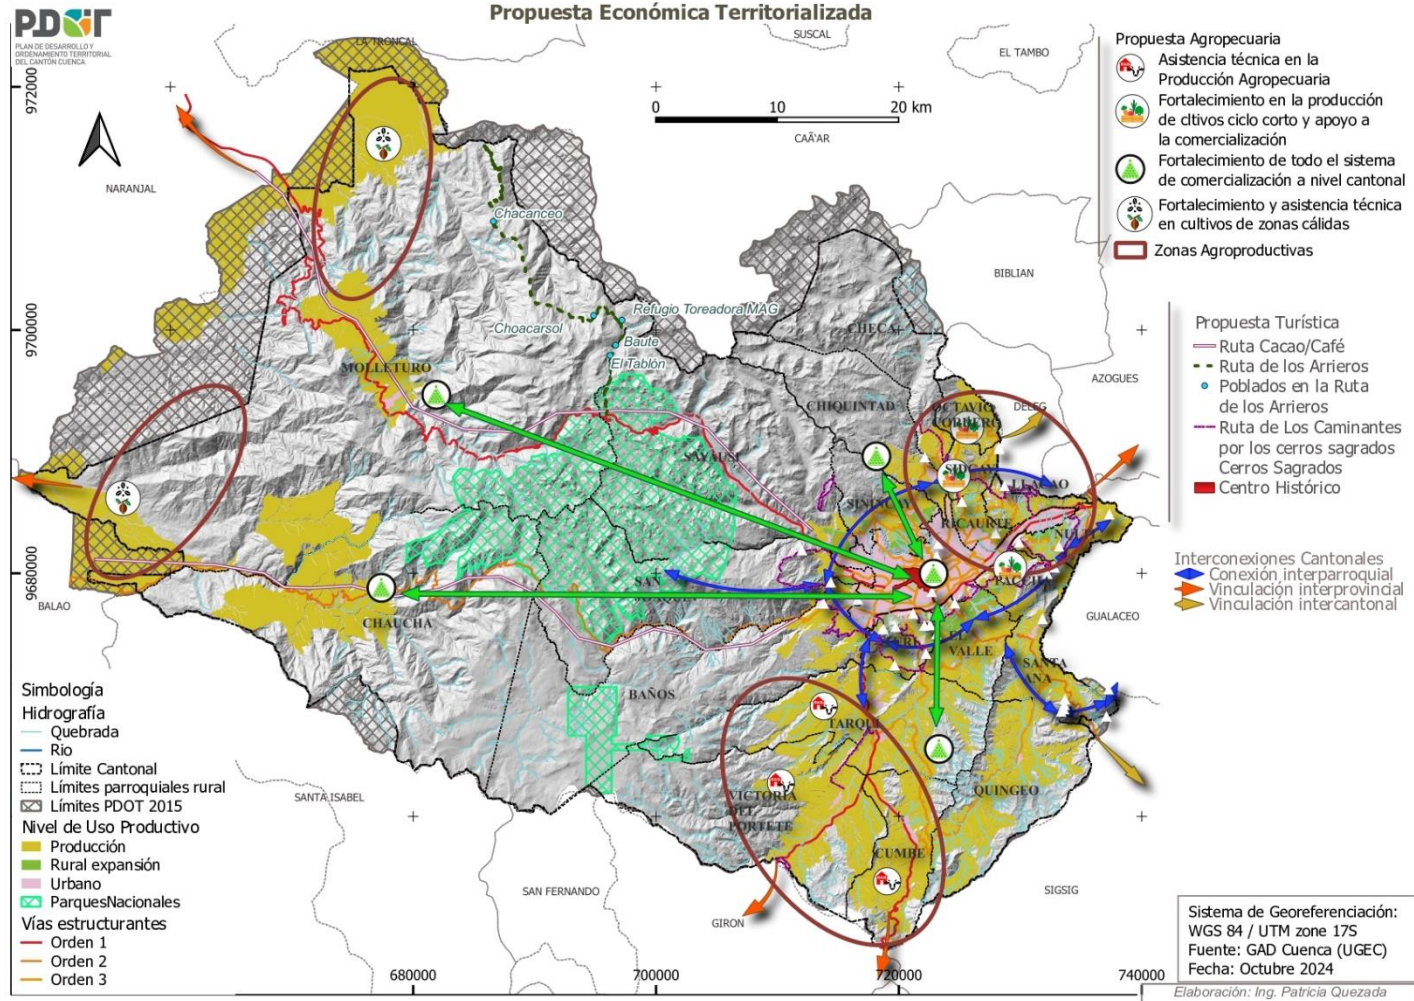 Propuesta Económica Territorializada
PDOT
PLAN DE DESARROLLO Y
ORDENAMIENTO TERRITORIAL
DEL CANTÓN CUENCA
LA TRONCAL
SUSCAL
EL TAMBO
0 10 20 km
CAÃ'AR
NARANJAL
BIBLIAN
AZOGUES
DELEG
GUALACEO
SIGSIG
GIRON
SAN FERNANDO
SANTA ISABEL
BALAO
972000
970000
9680000
680000
700000
720000
740000
Chacanceo
Choacarsol
Refugio Toreadora MAG
Baute
El Tablón
MOLLETURO
CHECA
CHIQUINTAD
OCTAVIO
CORDERO
SIDCAY
LLACAO
SAYAUSI
SININCAY
RICAURTE
NULTI
PACCHA
SAN
JOAQUIN
CHAUCHA
BAÑOS
TURI
EL
VALLE
SANTA
ANA
TARQUI
VICTORIA
DEL
PORTETE
CUMBE
QUINGEO
Propuesta Agropecuaria
Asistencia técnica en la
Producción Agropecuaria
Fortalecimiento en la producción
de cltivos ciclo corto y apoyo a
la comercialización
Fortalecimiento de todo el sistema
de comercialización a nivel cantonal
Fortalecimiento y asistencia técnica
en cultivos de zonas cálidas
Zonas Agroproductivas
Propuesta Turística
Ruta Cacao/Café
Ruta de los Arrieros
Poblados en la Ruta
de los Arrieros
Ruta de Los Caminantes
por los cerros sagrados
Cerros Sagrados
Centro Histórico
Interconexiones Cantonales
Conexión interparroquial
Vinculación interprovincial
Vinculación intercantonal
Simbología
Hidrografía
Quebrada
Rio
Límite Cantonal
Límites parroquiales rural
Límites PDOT 2015
Nivel de Uso Productivo
Producción
Rural expansión
Urbano
ParquesNacionales
Vías estructurantes
Orden 1
Orden 2
Orden 3
Sistema de Georeferenciación:
WGS 84 / UTM zone 17S
Fuente: GAD Cuenca (UGEC)
Fecha: Octubre 2024
Elaboración: Ing. Patricia Quezada